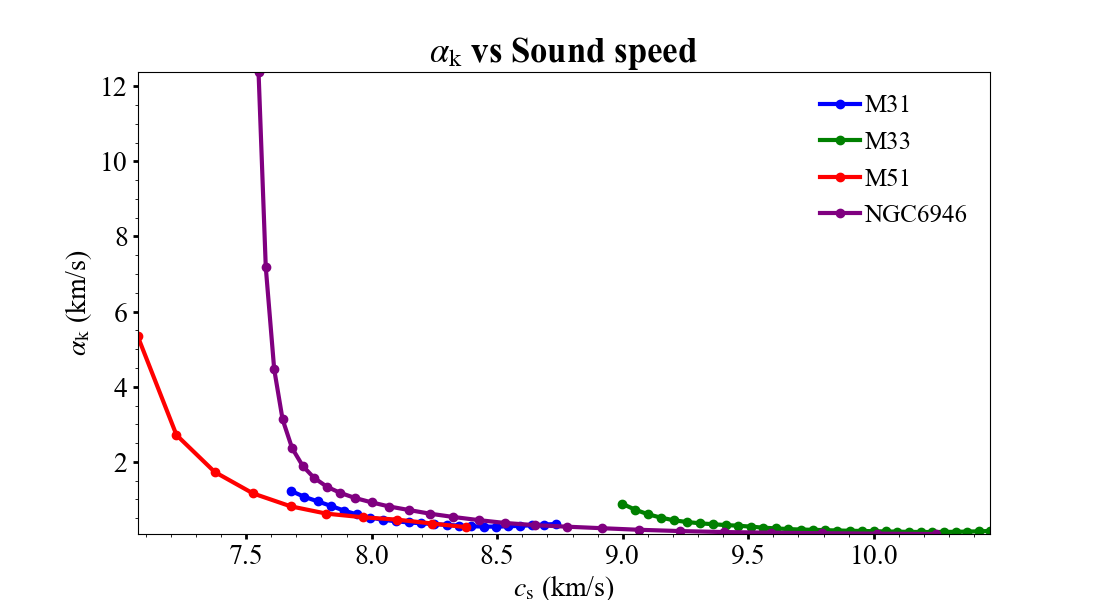 αk vs Sound speed
12
10
8
6
4
2
αk (km/s)
M31
M33
M51
NGC6946
7.5 8.0 8.5 9.0 9.5 10.0
cs (km/s)